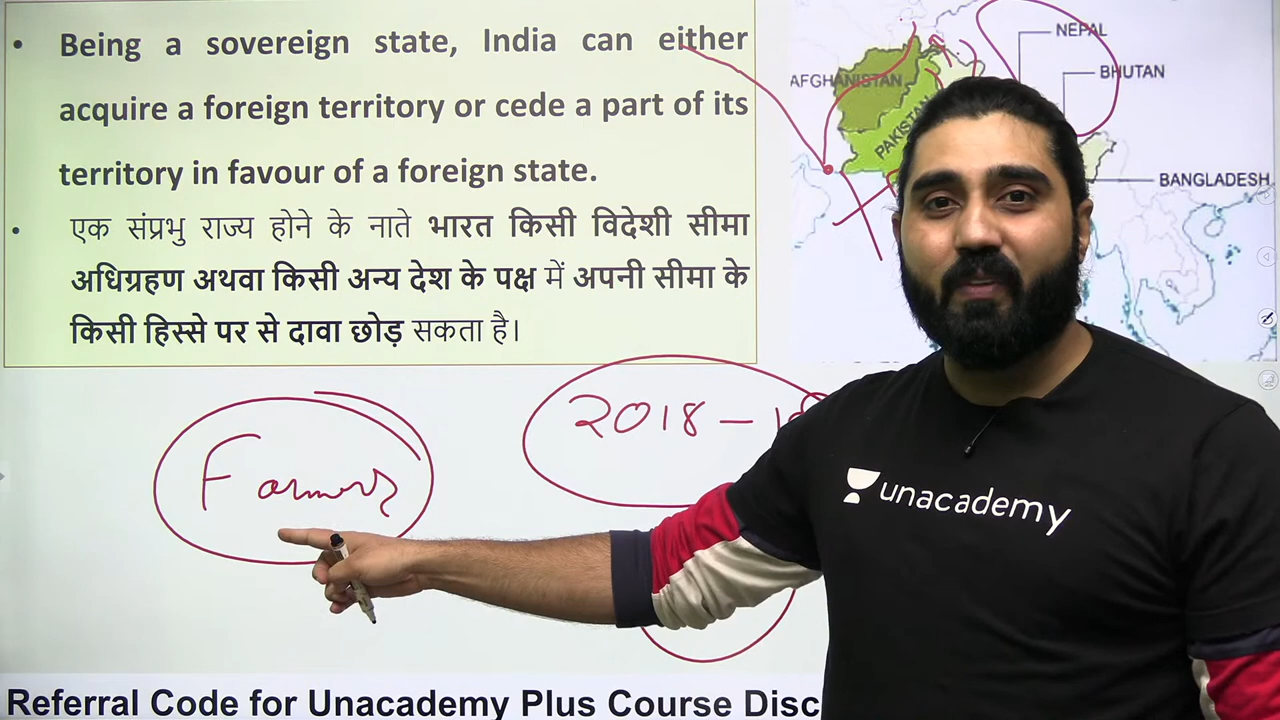 Being a sovereign state, India can either
acquire a foreign territory or cede a part of its
territory in favour of a foreign state.
एक संप्रभु राज्य होने के नाते भारत किसी विदेशी सीमा
अधिग्रहण अथवा किसी अन्य देश के पक्ष में अपनी सीमा के
किसी हिस्से पर से दावा छोड़ सकता है।
NEPAL
AFGHANISTAN
BHUTAN
PAKISTAN
BANGLADESH
Farmers
2018 –
unacademy
Referral Code for Unacademy Plus Course Disc